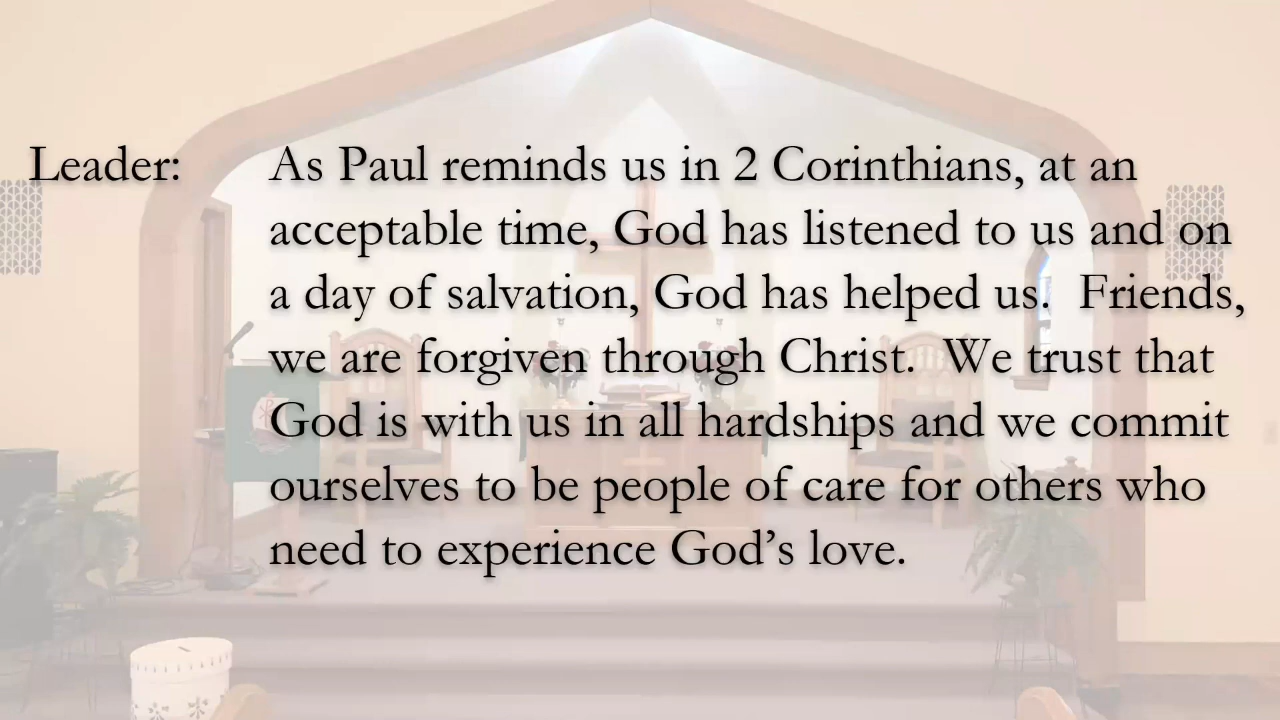 Leader: As Paul reminds us in 2 Corinthians, at an
acceptable time, God has listened to us and on
a day of salvation, God has helped us.  Friends,
we are forgiven through Christ.  We trust that
God is with us in all hardships and we commit
ourselves to be people of care for others who
need to experience God’s love.